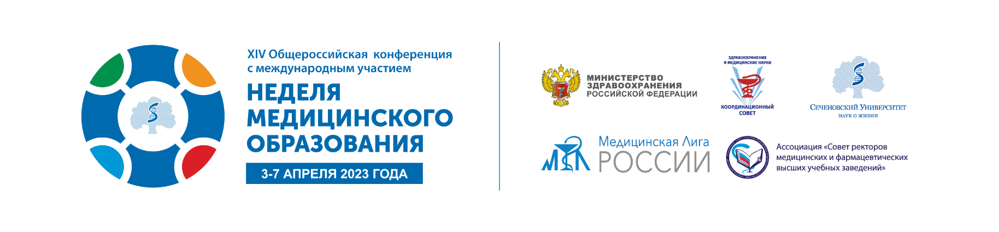 XIV Общероссийская конференция
с международным участием
НЕДЕЛЯ
МЕДИЦИНСКОГО
ОБРАЗОВАНИЯ
3-7 АПРЕЛЯ 2023 ГОДА
МИНИСТЕРСТВО
ЗДРАВООХРАНЕНИЯ
РОССИЙСКОЙ ФЕДЕРАЦИИ
ЗДРАВООХРАНЕНИЕ
И МЕДИЦИНСКИЕ НАУКИ
КООРДИНАЦИОННЫЙ
СОВЕТ
СЕЧЕНОВСКИЙ УНИВЕРСИТЕТ
НАУК О ЖИЗНИ
МЛ
Медицинская Лига
РОССИИ
Ассоциация «Совет ректоров
медицинских и фармацевтических
высших учебных заведений»